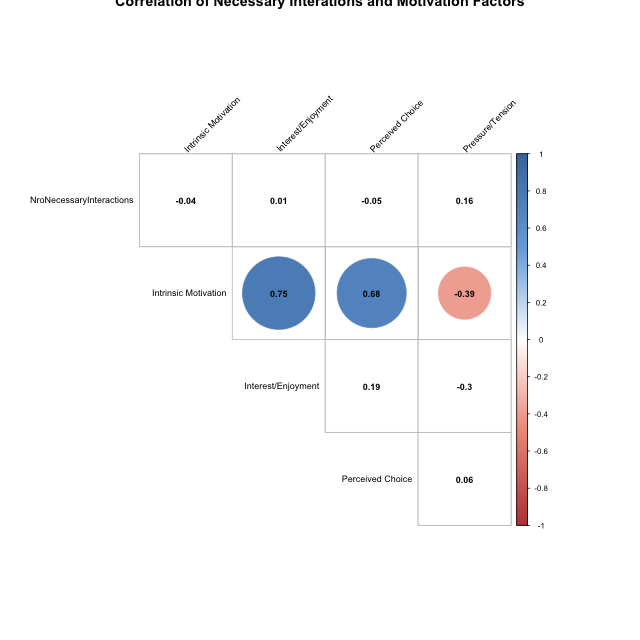 Correlation of Necessary Interations and Motivation Factors
Intrinsic Motivation
Interest/Enjoyment
Perceived Choice
Pressure/Tension
NroNecessaryInteractions -0.04 0.01 -0.05 0.16
Intrinsic Motivation 0.75 0.68 -0.39
Interest/Enjoyment 0.19 -0.3
Perceived Choice 0.06
1
0.8
0.6
0.4
0.2
0
-0.2
-0.4
-0.6
-0.8
-1